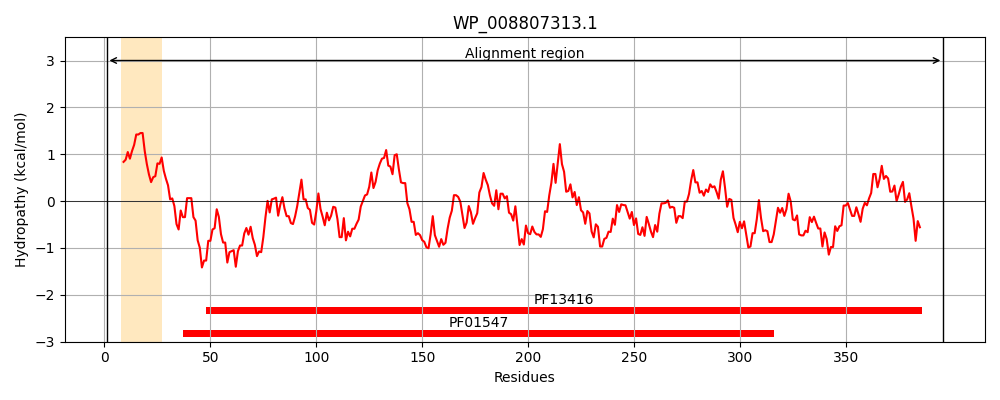 WP_008807313.1
Alignment region
Hydropathy (kcal/mol)
3
2
1
0
−1
−2
−3
PF13416
PF01547
0 50 100 150 200 250 300 350
Residues